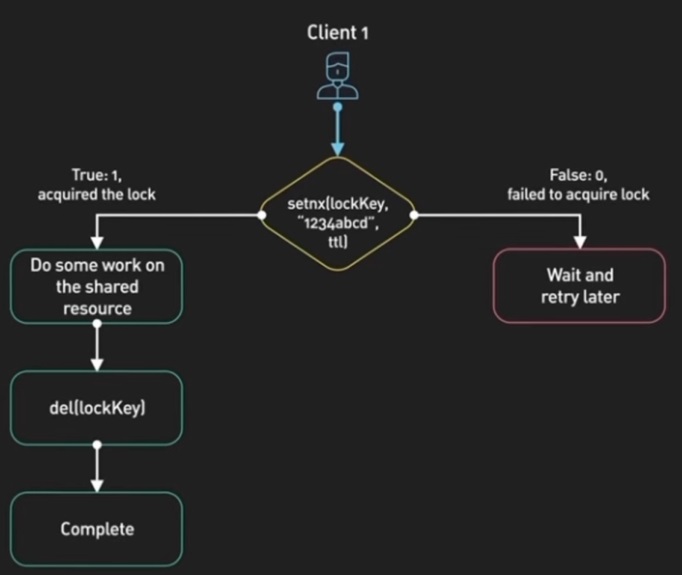 Client 1
True: 1,
acquired the lock
False: 0,
failed to acquire lock
setnx(lockKey,
"1234abcd",
ttl)
Do some work on
the shared
resource
Wait and
retry later
del(lockKey)
Complete